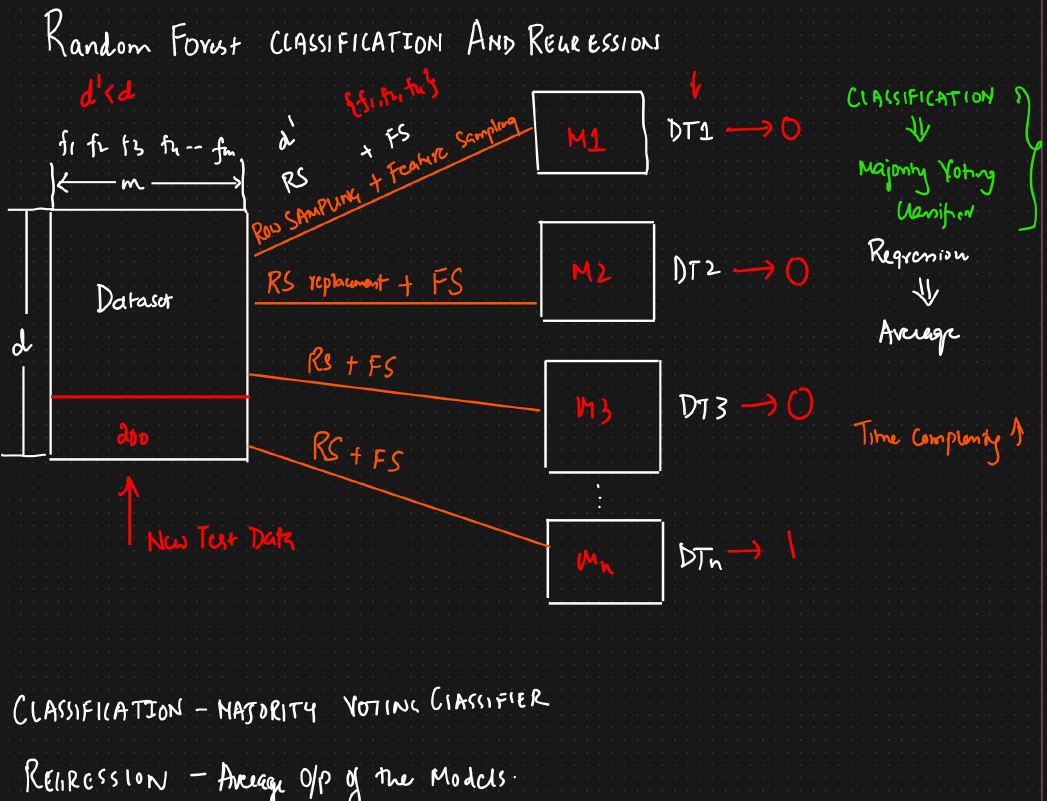 Random Forest CLASSIFICATION AND REGRESSIONS
d'<d
{f1, f2, f4}
f1 f2 f3 f4 -- fm
m
d'
RS
+ FS
ROW SAMPLING + Feature Sampling
M1
DT1 → 0
CLASSIFICATION
⇓
Majority Voting
Classifier
Dataset
d
RS replacement + FS
M2
DT2 → 0
Regression
⇓
Average
RS + FS
M3
DT3 → 0
Time Complexity ↑
200
RS + FS
New Test Data
Mn
DTn → 1
CLASSIFICATION - MAJORITY VOTING CLASSIFIER
REGRESSION - Average O/p of the Models.